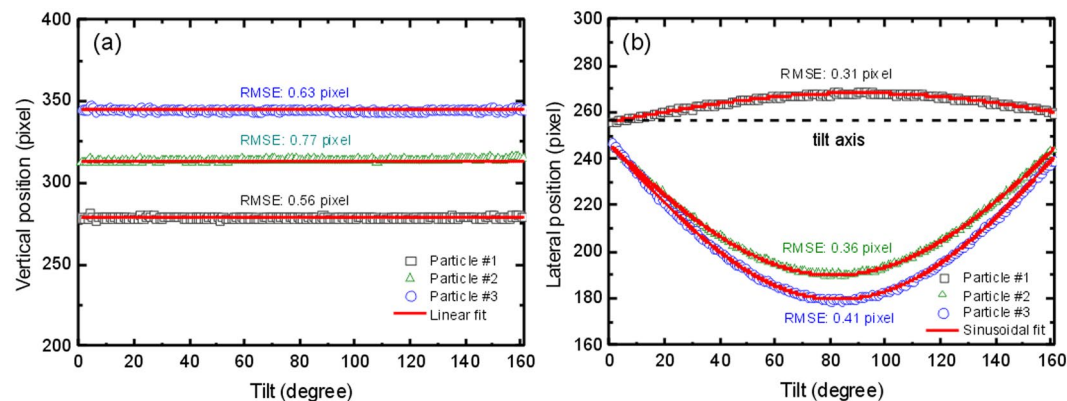 (a)
400
350
300
250
200
Vertical position (pixel)
RMSE: 0.63 pixel
RMSE: 0.77 pixel
RMSE: 0.56 pixel
Particle #1
Particle #2
Particle #3
Linear fit
0 20 40 60 80 100 120 140 160
Tilt (degree)
(b)
300
280
260
240
220
200
180
160
Lateral position (pixel)
RMSE: 0.31 pixel
tilt axis
RMSE: 0.36 pixel
RMSE: 0.41 pixel
Particle #1
Particle #2
Particle #3
Sinusoidal fit
0 20 40 60 80 100 120 140 160
Tilt (degree)